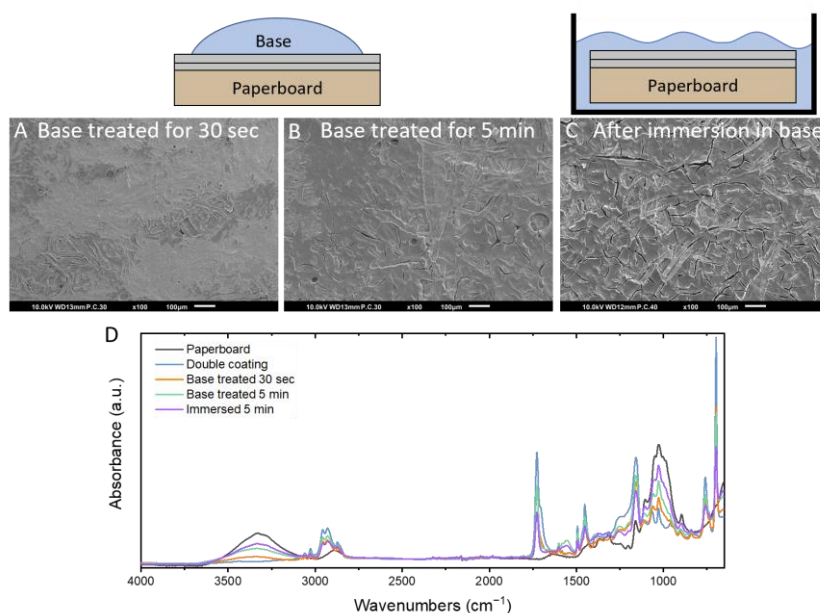 Base
Paperboard
Paperboard
A Base treated for 30 sec
B Base treated for 5 min
C After immersion in base
10.0kV WD13mm P.C.30 x100 100µm
10.0kV WD13mm P.C.30 x100 100µm
10.0kV WD12mm P.C.40 x100 100µm
D
Paperboard
Double coating
Base treated 30 sec
Base treated 5 min
Immersed 5 min
Absorbance (a.u.)
4000 3500 3000 2500 2000 1500 1000
Wavenumbers (cm⁻¹)